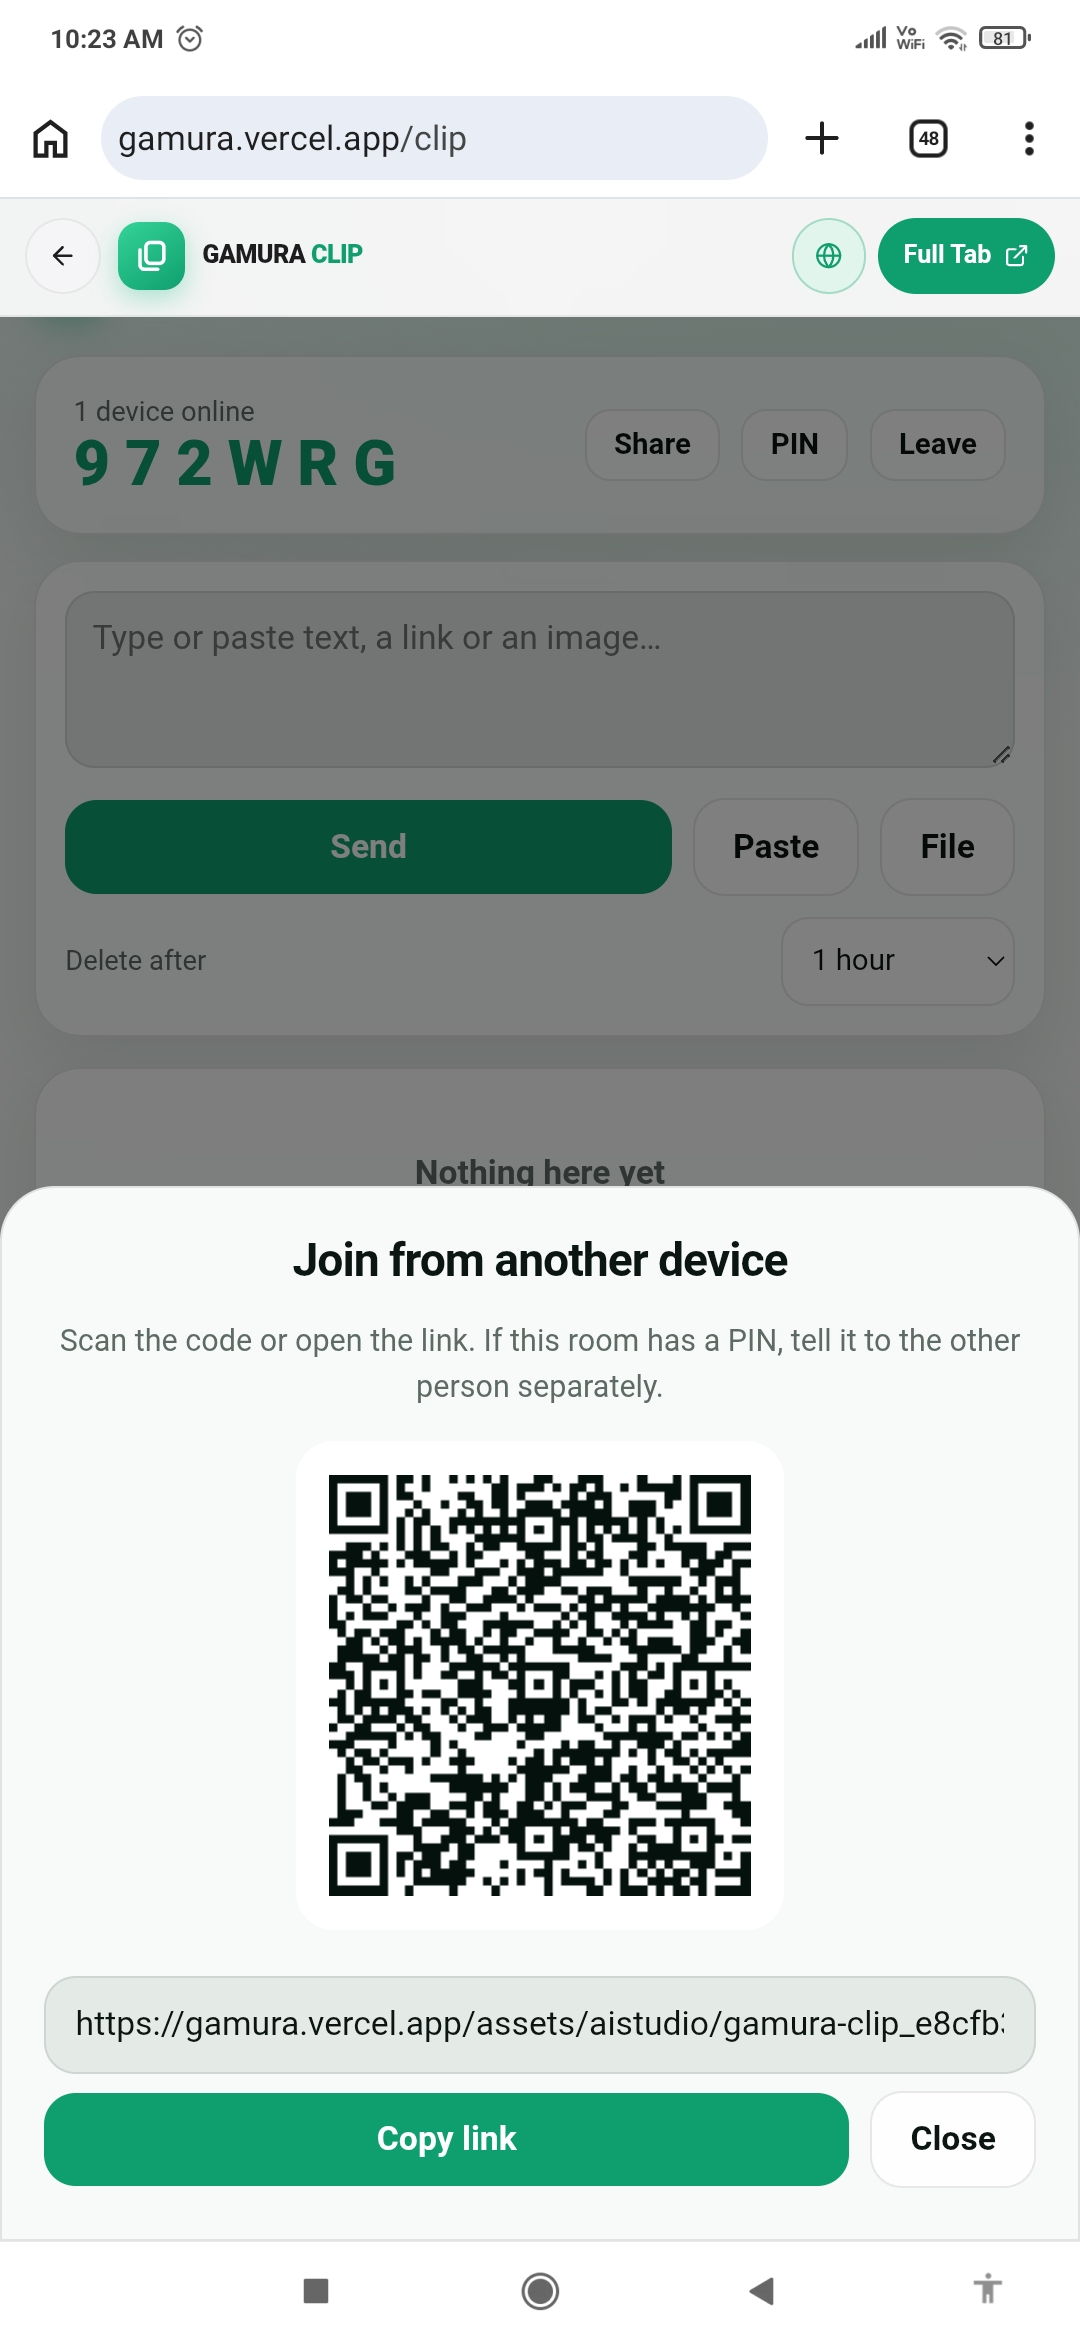 10:23 AM
Vo WiFi 81
gamura.vercel.app/clip
48
GAMURA CLIP
Full Tab
1 device online
972WRG
Share PIN Leave
Type or paste text, a link or an image…
Send Paste File
Delete after 1 hour
Nothing here yet
Join from another device
Scan the code or open the link. If this room has a PIN, tell it to the other
person separately.
https://gamura.vercel.app/assets/aistudio/gamura-clip_e8cfb
Copy link Close